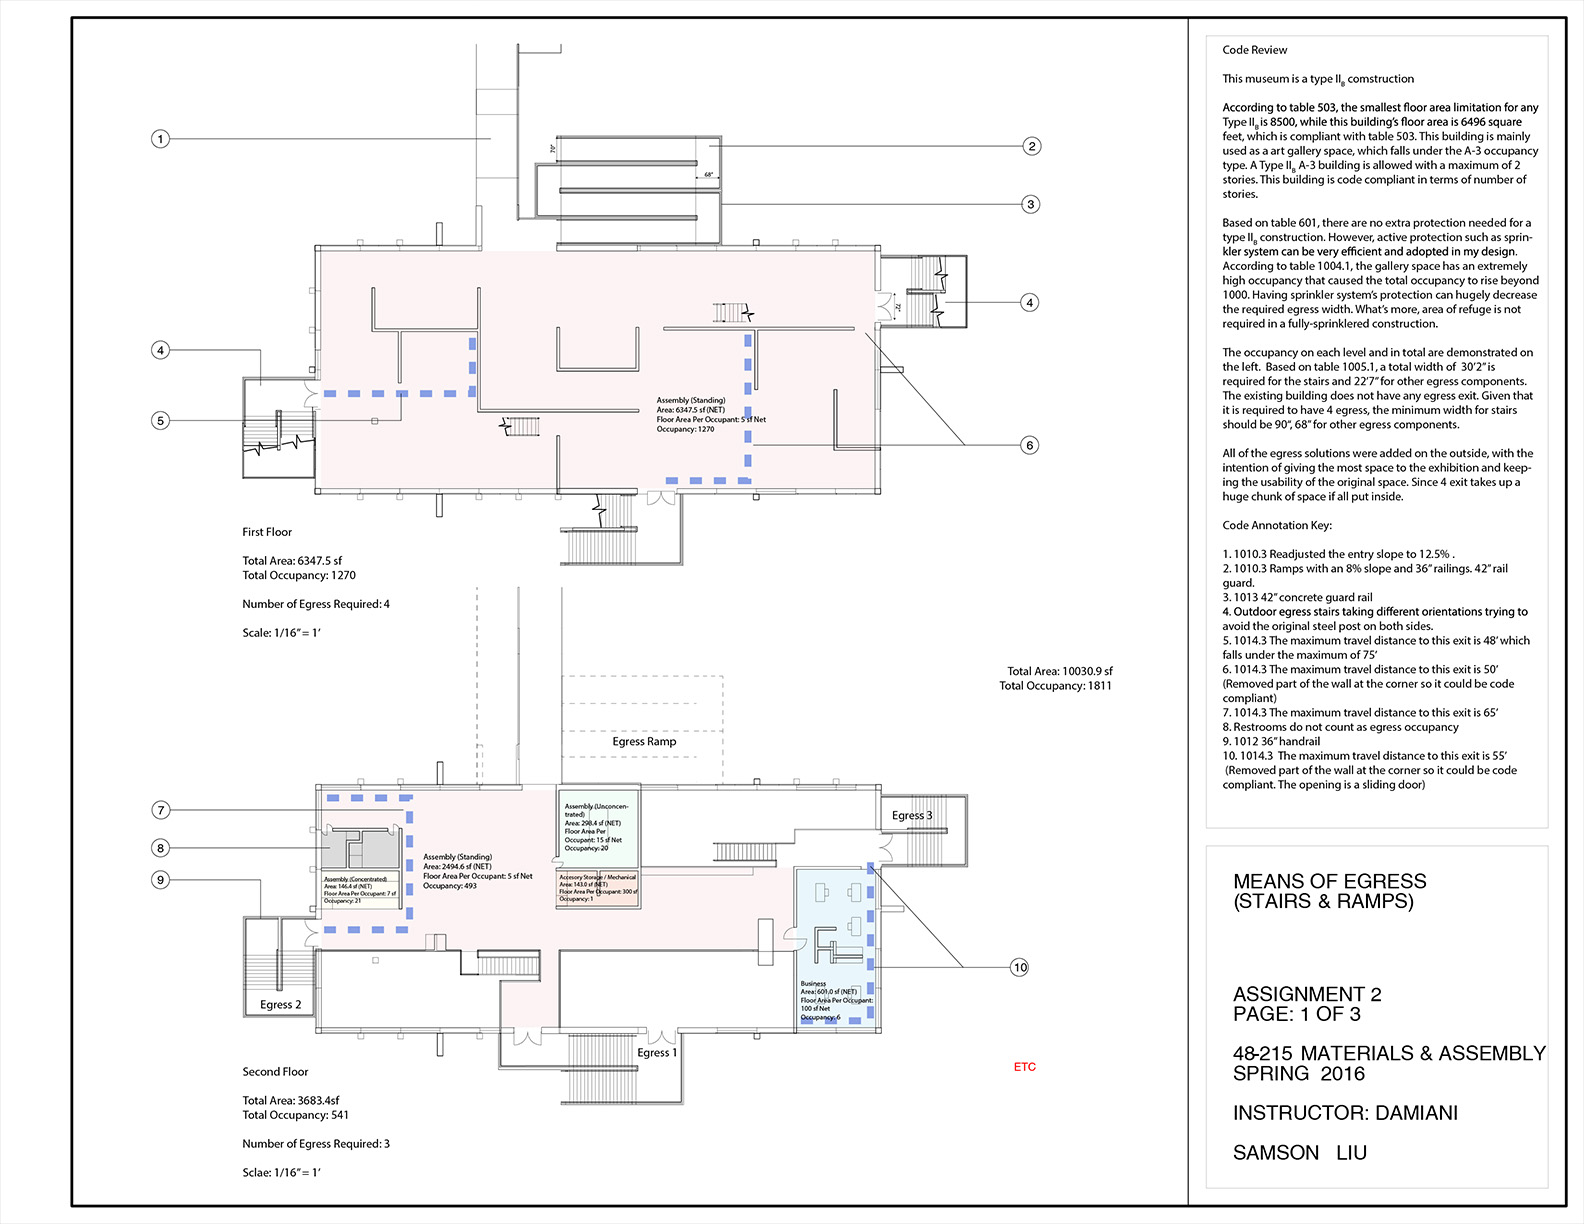 1
70"
2
68"
3
4
72"
4
5
Assembly (Standing)
Area: 6347.5 sf (NET)
Floor Area Per Occupant: 5 sf Net
Occupancy: 1270
6
First Floor
Total Area: 6347.5 sf
Total Occupancy: 1270
Number of Egress Required: 4
Scale: 1/16” = 1’
Total Area: 10030.9 sf
Total Occupancy: 1811
Egress Ramp
7
8
9
Assembly (Unconcen-
trated)
Area: 298.4 sf (NET)
Floor Area Per
Occupant: 15 sf Net
Occupancy: 20
Egress 3
Assembly (Standing)
Area: 2494.6 sf (NET)
Floor Area Per Occupant: 5 sf Net
Occupancy: 493
Assembly (Concentrated)
Area: 146.4 sf (NET)
Floor Area Per Occupant: 7 sf
Occupancy: 21
Accesory Storage / Mechanical
Area: 143.0 sf (NET)
Floor Area Per Occupant: 300 sf
Occupancy: 1
10
Business
Area: 601.0 sf (NET)
Floor Area Per Occupant:
100 sf Net
Occupancy: 6
Egress 2
Egress 1
ETC
Second Floor
Total Area: 3683.4sf
Total Occupancy: 541
Number of Egress Required: 3
Sclae: 1/16” = 1’
Code Review
This museum is a type IIB comstruction
According to table 503, the smallest floor area limitation for any
Type IIB is 8500, while this building’s floor area is 6496 square
feet, which is compliant with table 503. This building is mainly
used as a art gallery space, which falls under the A-3 occupancy
type. A Type IIB A-3 building is allowed with a maximum of 2
stories. This building is code compliant in terms of number of
stories.
Based on table 601, there are no extra protection needed for a
type IIB construction. However, active protection such as sprin-
kler system can be very efficient and adopted in my design.
According to table 1004.1, the gallery space has an extremely
high occupancy that caused the total occupancy to rise beyond
1000. Having sprinkler system’s protection can hugely decrease
the required egress width. What’s more, area of refuge is not
required in a fully-sprinklered construction.
The occupancy on each level and in total are demonstrated on
the left. Based on table 1005.1, a total width of 30’2” is
required for the stairs and 22’7” for other egress components.
The existing building does not have any egress exit. Given that
it is required to have 4 egress, the minimum width for stairs
should be 90”, 68” for other egress components.
All of the egress solutions were added on the outside, with the
intention of giving the most space to the exhibition and keep-
ing the usability of the original space. Since 4 exit takes up a
huge chunk of space if all put inside.
Code Annotation Key:
1. 1010.3 Readjusted the entry slope to 12.5% .
2. 1010.3 Ramps with an 8% slope and 36” railings. 42” rail
guard.
3. 1013 42” concrete guard rail
4. Outdoor egress stairs taking different orientations trying to
avoid the original steel post on both sides.
5. 1014.3 The maximum travel distance to this exit is 48’ which
falls under the maximum of 75’
6. 1014.3 The maximum travel distance to this exit is 50’
(Removed part of the wall at the corner so it could be code
compliant)
7. 1014.3 The maximum travel distance to this exit is 65’
8. Restrooms do not count as egress occupancy
9. 1012 36” handrail
10. 1014.3 The maximum travel distance to this exit is 55’
(Removed part of the wall at the corner so it could be code
compliant. The opening is a sliding door)
MEANS OF EGRESS
(STAIRS & RAMPS)
ASSIGNMENT 2
PAGE: 1 OF 3
48-215 MATERIALS & ASSEMBLY
SPRING 2016
INSTRUCTOR: DAMIANI
SAMSON LIU